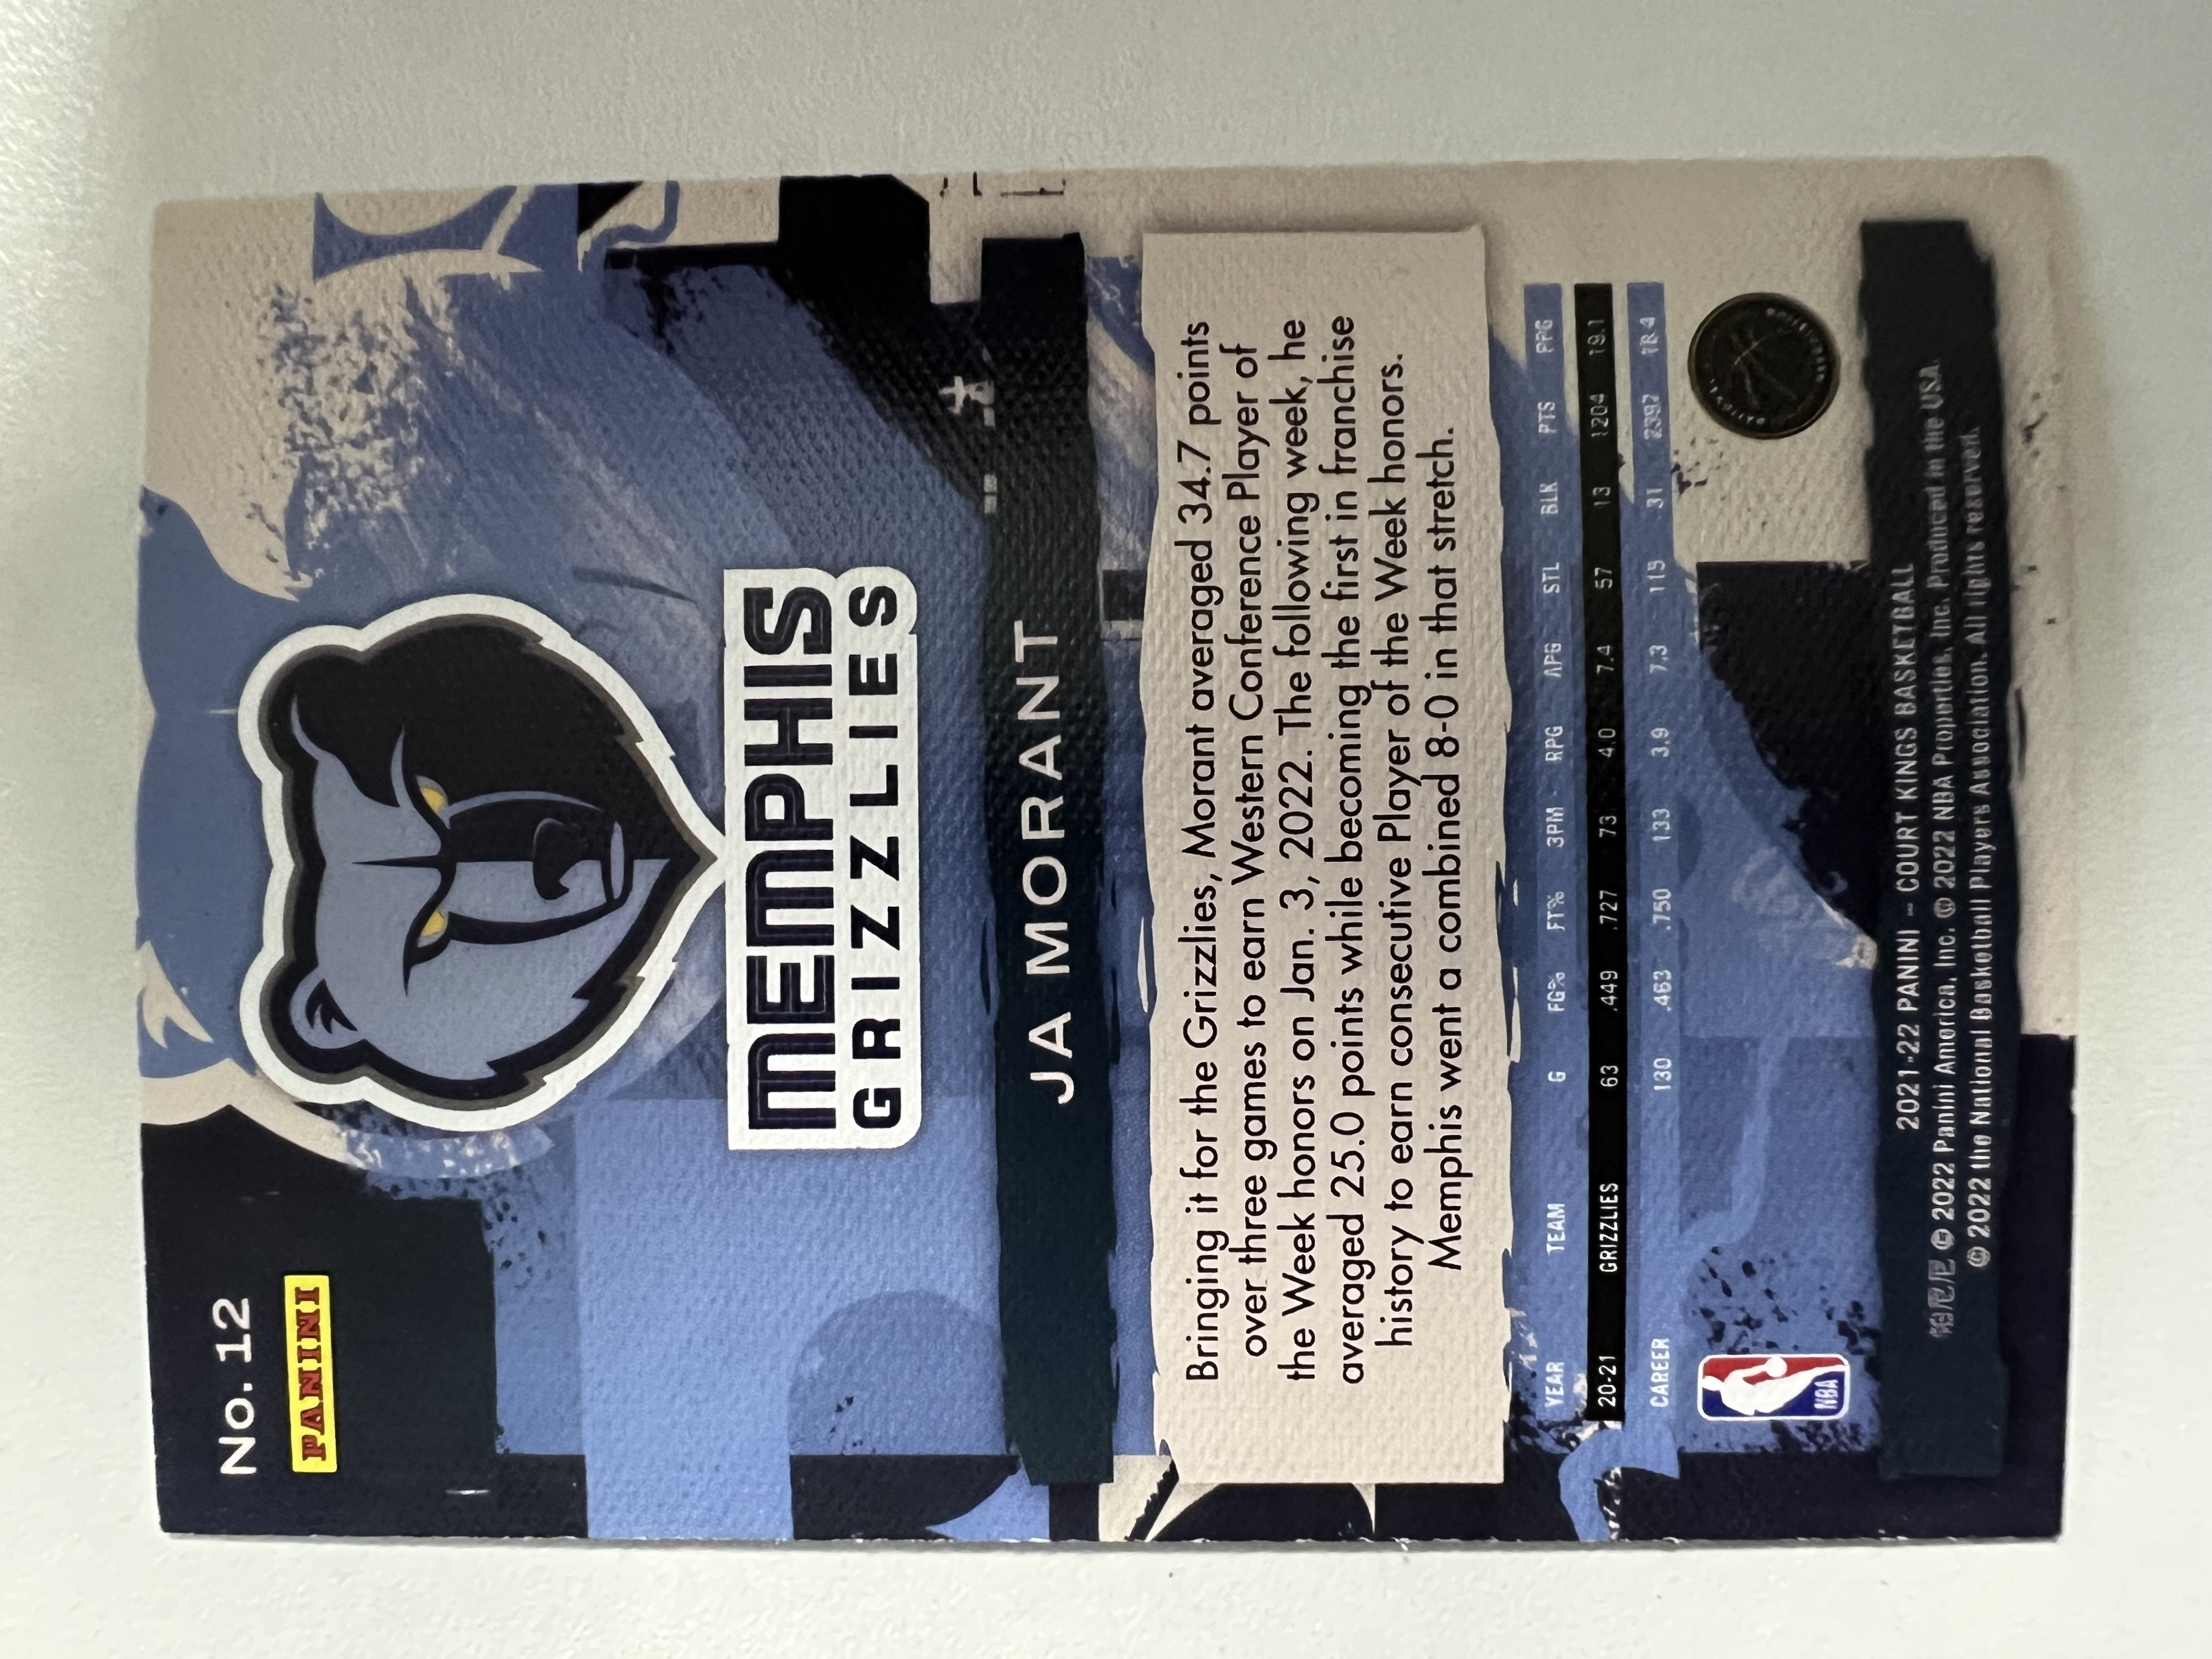 No. 12
PANINI
MEMPHIS
GRIZZLIES
JA MORANT
Bringing it for the Grizzlies, Morant averaged 34.7 points
over three games to earn Western Conference Player of
the Week honors on Jan. 3, 2022. The following week, he
averaged 25.0 points while becoming the first in franchise
history to earn consecutive Player of the Week honors.
Memphis went a combined 8-0 in that stretch.
YEAR TEAM G FG% FT% 3PM RPG APG STL BLK PTS PPG
20-21 GRIZZLIES 63 .449 .727 73 4.0 7.4 57 13 1204 19.1
CAREER 130 .463 .750 133 3.9 7.3 115 31 2397 18.4
NBA
2021-22 PANINI – COURT KINGS BASKETBALL
© 2022 Panini America, Inc. © 2022 NBA Properties, Inc. Produced in the USA.
© 2022 the National Basketball Players Association. All rights reserved.